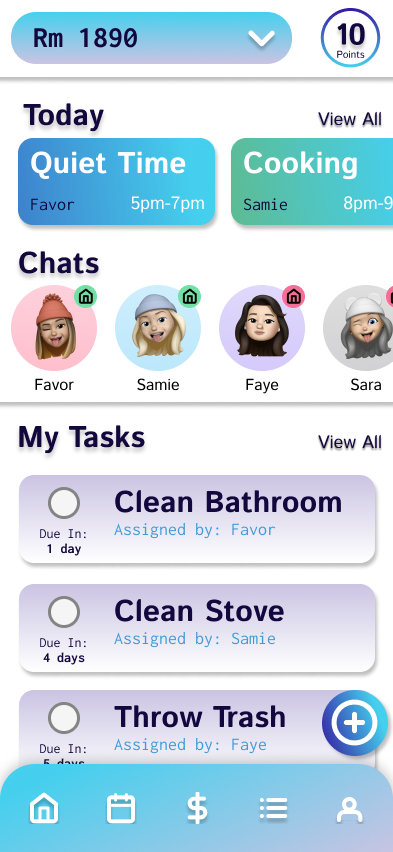 Rm 1890
10
Points
Today
View All
Quiet Time
Cooking
Favor
5pm-7pm
Samie
8pm-9
Chats
Favor
Samie
Faye
Sara
My Tasks
View All
Clean Bathroom
Due In:
1 day
Assigned by: Favor
Clean Stove
Due In:
4 days
Assigned by: Samie
Throw Trash
Due In:
5 days
Assigned by: Faye
$